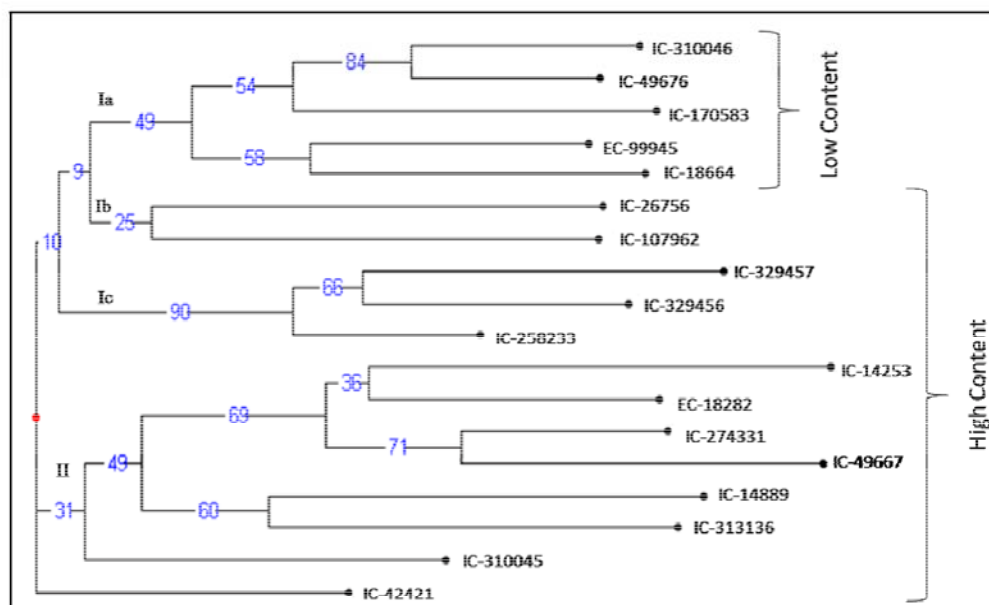 IC-310046
84
IC-49676
54
Ia
IC-170583
49
EC-99945
58
IC-18664
Low Content
9
IC-26756
Ib
25
IC-107962
10
IC-329457
66
Ic
IC-329456
90
IC-258233
IC-14253
36
EC-18282
69
IC-274331
71
High Content
II
49
IC-49667
IC-14889
31
60
IC-313136
IC-310045
IC-42421